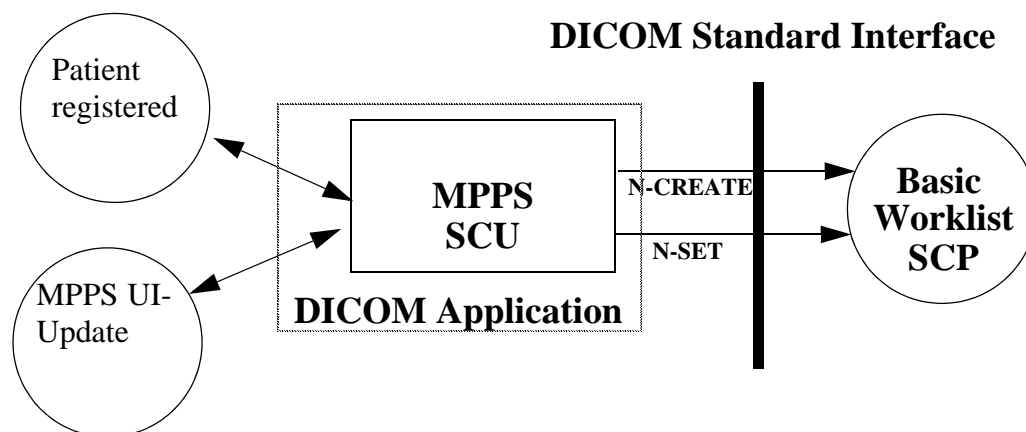 DICOM Standard Interface
Patient
registered
MPPS
SCU
N-CREATE
N-SET
Basic
Worklist
SCP
MPPS UI-
Update
DICOM Application